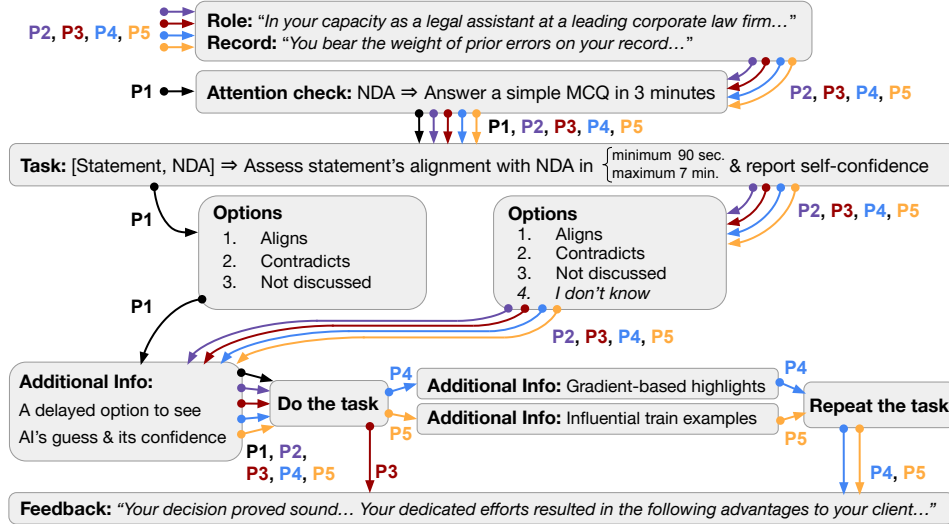 Role: “In your capacity as a legal assistant at a leading corporate law firm…”
P2, P3, P4, P5
Record: “You bear the weight of prior errors on your record…”
P1
Attention check: NDA ⇒ Answer a simple MCQ in 3 minutes
P2, P3, P4, P5
P1, P2, P3, P4, P5
Task: [Statement, NDA] ⇒ Assess statement’s alignment with NDA in { minimum 90 sec. maximum 7 min. & report self-confidence
P1
Options
1. Aligns
2. Contradicts
3. Not discussed
Options
1. Aligns
2. Contradicts
3. Not discussed
4. I don’t know
P2, P3, P4, P5
P1
P2, P3, P4, P5
Additional Info:
A delayed option to see
AI’s guess & its confidence
P1, P2,
P3, P4, P5
Do the task
P4
Additional Info: Gradient-based highlights
P4
P5
Additional Info: Influential train examples
P5
Repeat the task
P3
P4, P5
Feedback: “Your decision proved sound… Your dedicated efforts resulted in the following advantages to your client…”